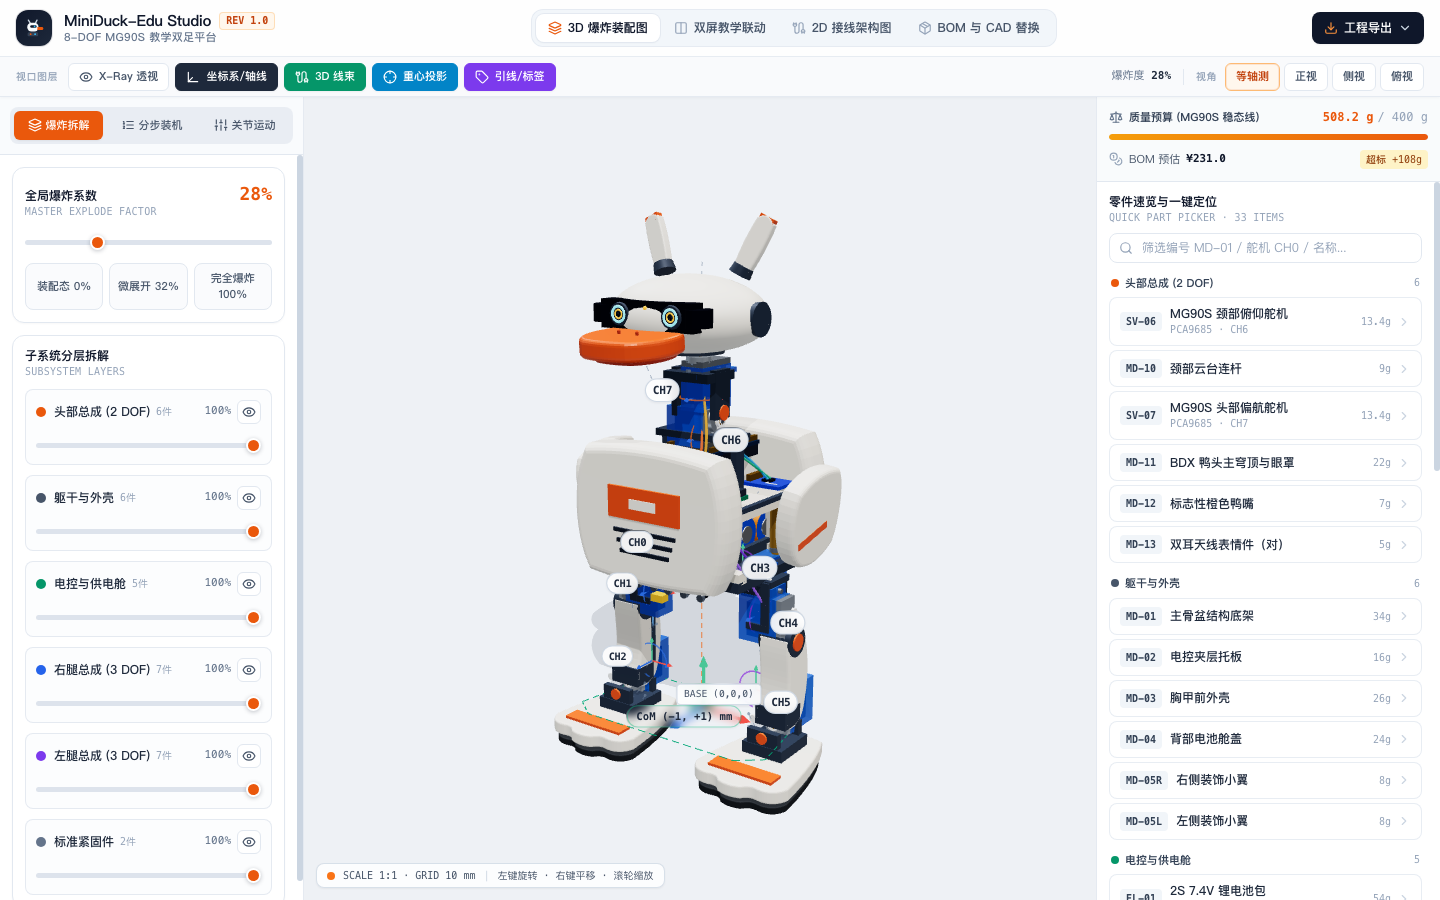 MiniDuck-Edu Studio
REV 1.0
8-DOF MG90S 教学双足平台
3D 爆炸装配图
双屏教学联动
2D 接线架构图
BOM 与 CAD 替换
工程导出
视口图层
X-Ray 透视
坐标系/轴线
3D 线束
重心投影
引线/标签
爆炸度 28%
视角
等轴测
正视
侧视
俯视
爆炸拆解
分步装机
关节运动
全局爆炸系数
28%
MASTER EXPLODE FACTOR
装配态 0%
微展开 32%
完全爆炸
100%
子系统分层拆解
SUBSYSTEM LAYERS
头部总成 (2 DOF) 6件
100%
躯干与外壳 6件
100%
电控与供电舱 5件
100%
右腿总成 (3 DOF) 7件
100%
左腿总成 (3 DOF) 7件
100%
标准紧固件 2件
100%
CH7
CH6
CH0
CH3
CH1
CH4
CH2
BASE (0,0,0)
CH5
CoM (-1, +1) mm
SCALE 1:1 · GRID 10 mm
左键旋转 · 右键平移 · 滚轮缩放
质量预算 (MG90S 稳态线)
508.2 g / 400 g
BOM 预估 ¥231.0
超标 +108g
零件速览与一键定位
QUICK PART PICKER · 33 ITEMS
筛选编号 MD-01 / 舵机 CH0 / 名称...
头部总成 (2 DOF)
6
SV-06
MG90S 颈部俯仰舵机
PCA9685 · CH6
13.4g
MD-10
颈部云台连杆
9g
SV-07
MG90S 头部偏航舵机
PCA9685 · CH7
13.4g
MD-11
BDX 鸭头主穹顶与眼罩
22g
MD-12
标志性橙色鸭嘴
7g
MD-13
双耳天线表情件（对）
5g
躯干与外壳
6
MD-01
主骨盆结构底架
34g
MD-02
电控夹层托板
16g
MD-03
胸甲前外壳
26g
MD-04
背部电池舱盖
24g
MD-05R
右侧装饰小翼
8g
MD-05L
左侧装饰小翼
8g
电控与供电舱
5
EL-01
2S 7.4V 锂电池包
54g